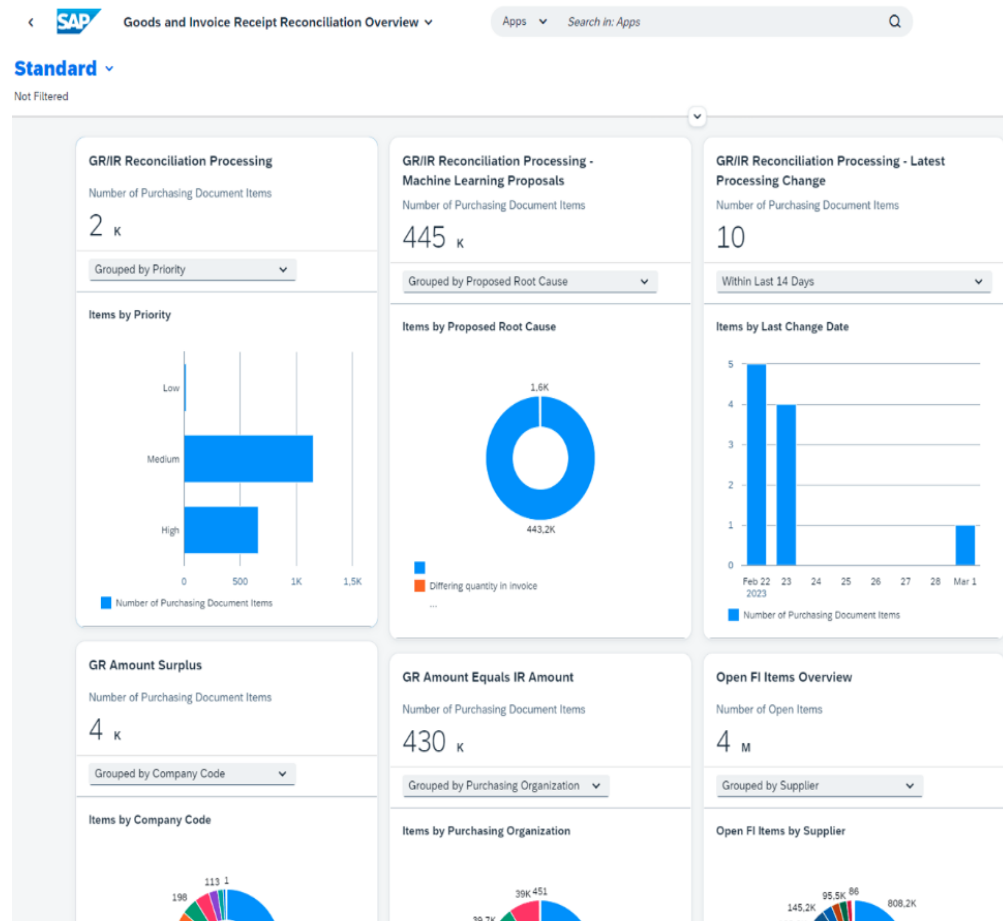 SAP
Goods and Invoice Receipt Reconciliation Overview
Apps
Search in: Apps
Standard
Not Filtered
GR/IR Reconciliation Processing
Number of Purchasing Document Items
2 K
Grouped by Priority
Items by Priority
Low
Medium
High
0 500 1K 1,5K
Number of Purchasing Document Items
GR/IR Reconciliation Processing -
Machine Learning Proposals
Number of Purchasing Document Items
445 K
Grouped by Proposed Root Cause
Items by Proposed Root Cause
1,6K
443,2K
Differing quantity in invoice
...
GR/IR Reconciliation Processing - Latest
Processing Change
Number of Purchasing Document Items
10
Within Last 14 Days
Items by Last Change Date
5
4
3
2
1
0
Feb 22 23 24 25 26 27 28 Mar 1
2023
Number of Purchasing Document Items
GR Amount Surplus
Number of Purchasing Document Items
4 K
Grouped by Company Code
Items by Company Code
113 1
198
GR Amount Equals IR Amount
Number of Purchasing Document Items
430 K
Grouped by Purchasing Organization
Items by Purchasing Organization
39K 451
39,7K
Open FI Items Overview
Number of Open Items
4 M
Grouped by Supplier
Open FI Items by Supplier
95,5K 86
145,2K 808,2K